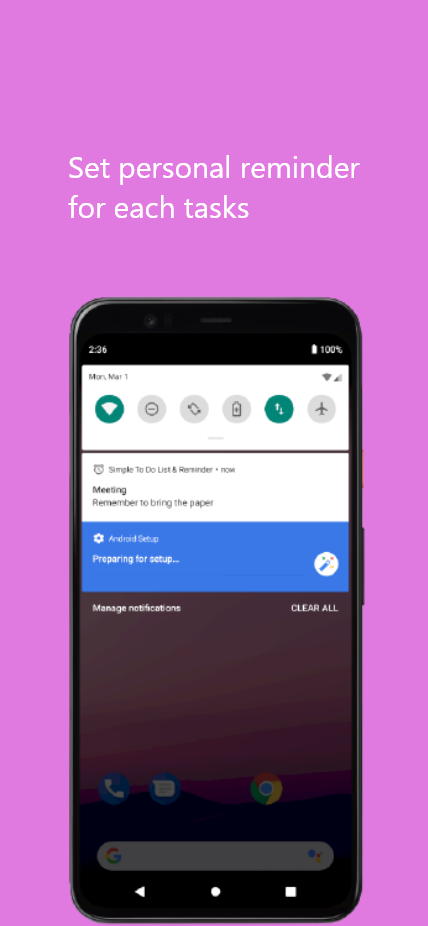 Set personal reminder
for each tasks
2:36
100%
Mon, Mar 1
Simple To Do List & Reminder • now
Meeting
Remember to bring the paper
Android Setup
Preparing for setup...
Manage notifications
CLEAR ALL